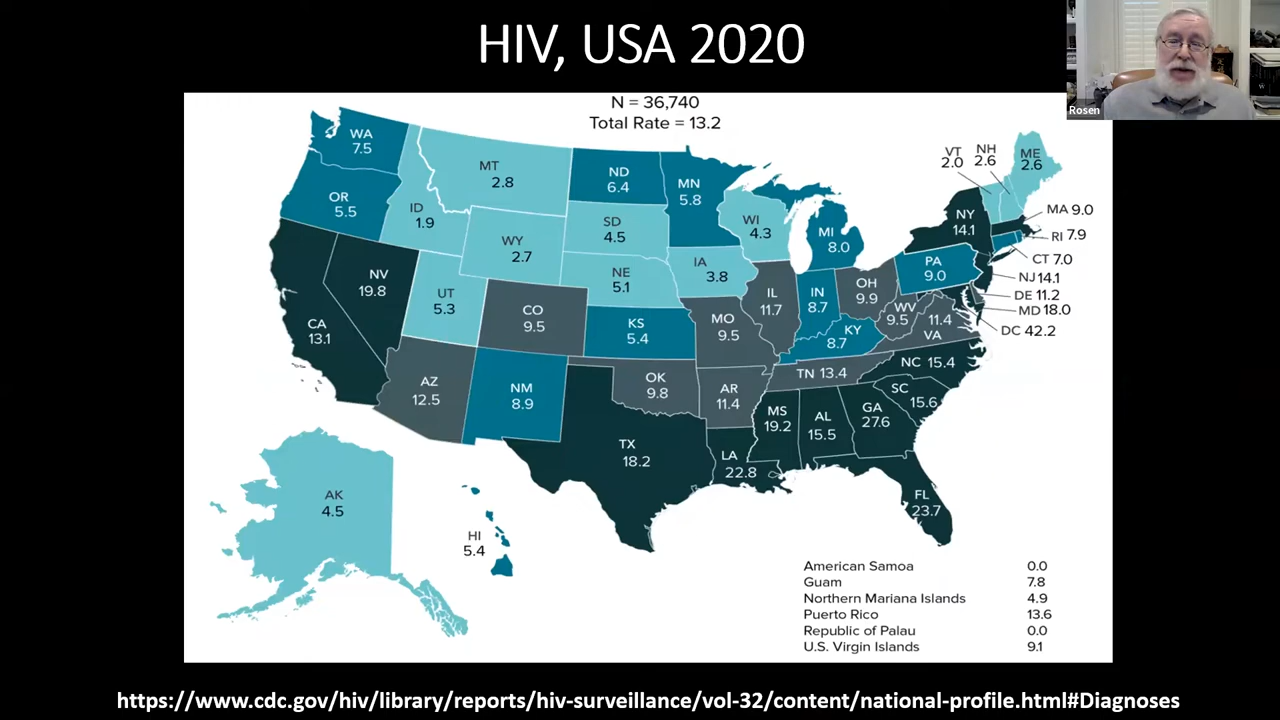 HIV, USA 2020
Rosen
N = 36,740
Total Rate = 13.2
WA
7.5
MT
2.8
ND
6.4
MN
5.8
VT
2.0
NH
2.6
ME
2.6
OR
5.5
ID
1.9
WY
2.7
SD
4.5
WI
4.3
MI
8.0
NY
14.1
MA 9.0
RI 7.9
CT 7.0
NJ 14.1
DE 11.2
MD 18.0
DC 42.2
NV
19.8
UT
5.3
NE
5.1
IA
3.8
PA
9.0
CA
13.1
CO
9.5
KS
5.4
MO
9.5
IL
11.7
IN
8.7
OH
9.9
WV
9.5
11.4
VA
KY
8.7
AZ
12.5
NM
8.9
OK
9.8
AR
11.4
TN 13.4
NC 15.4
SC
15.6
TX
18.2
LA
22.8
MS
19.2
AL
15.5
GA
27.6
FL
23.7
AK
4.5
HI
5.4
American Samoa 0.0
Guam 7.8
Northern Mariana Islands 4.9
Puerto Rico 13.6
Republic of Palau 0.0
U.S. Virgin Islands 9.1
https://www.cdc.gov/hiv/library/reports/hiv-surveillance/vol-32/content/national-profile.html#Diagnoses